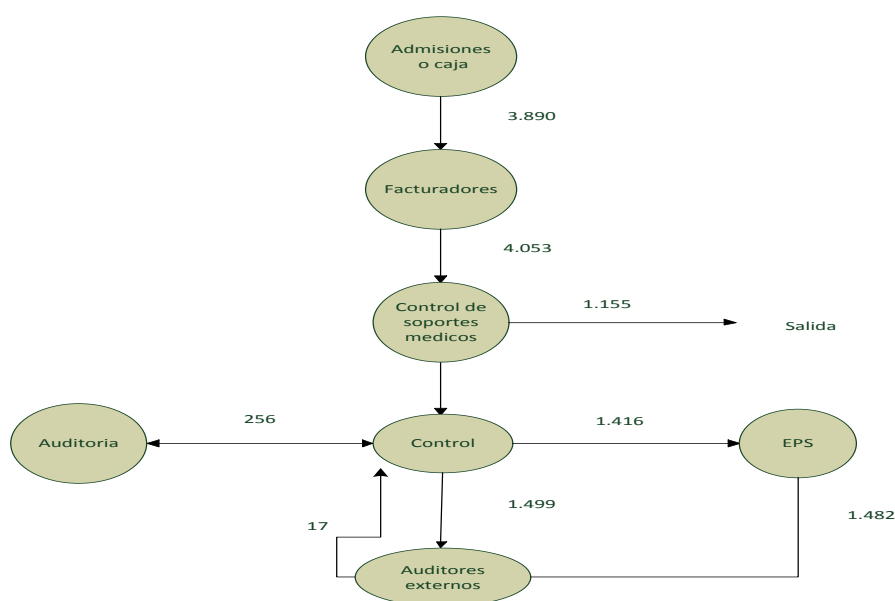 Admisiones
o caja
3.890
Facturadores
4.053
Control de
soportes
medicos
1.155
Salida
Auditoria
256
Control
1.416
EPS
1.499
1.482
17
Auditores
externos